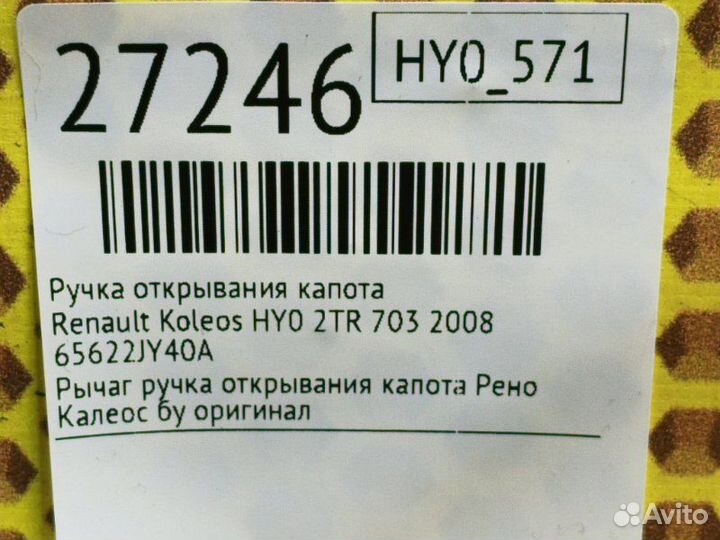 27246
HY0_571
Ручка открывания капота
Renault Koleos HY0 2TR 703 2008
65622JY40A
Рычаг ручка открывания капота Рено
Калеос бу оригинал
Avito